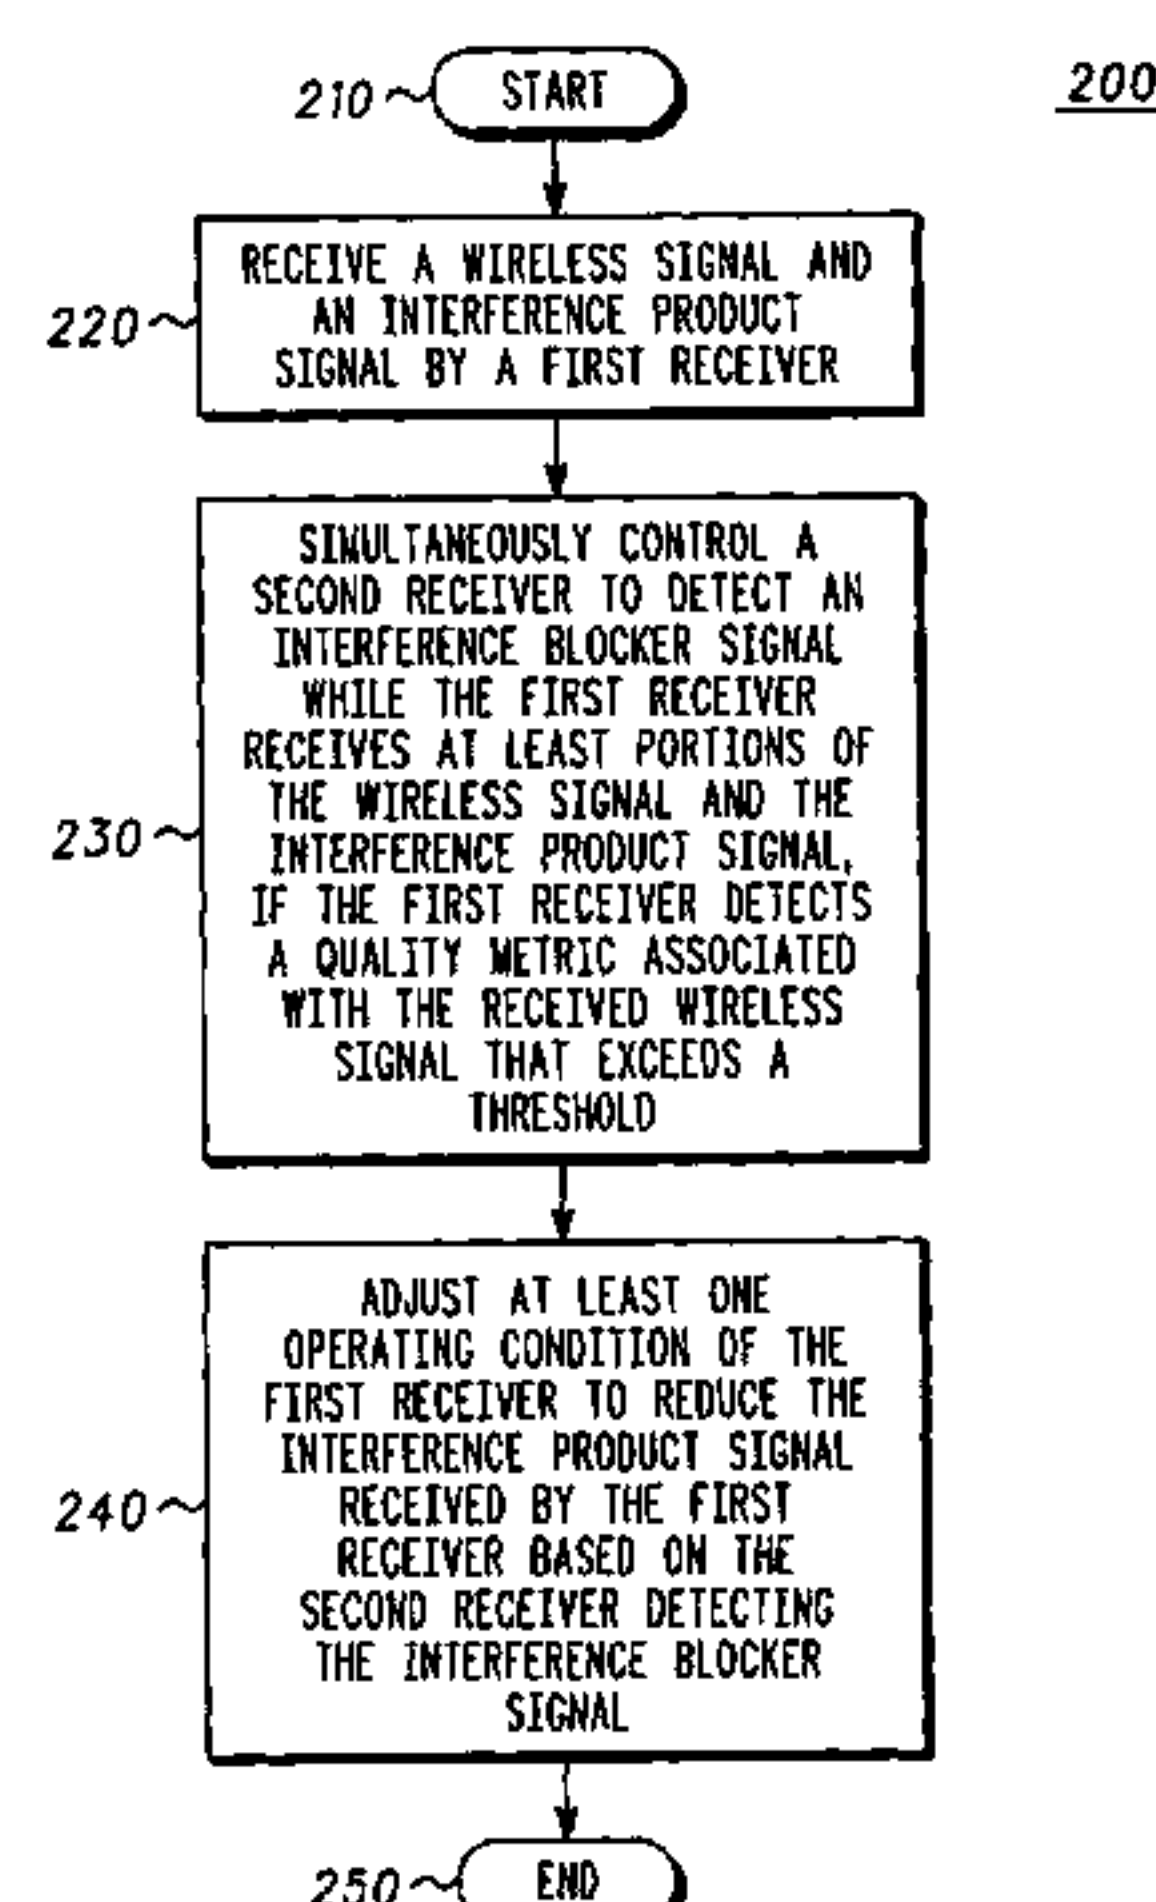 210
START
200
220
RECEIVE A WIRELESS SIGNAL AND
AN INTERFERENCE PRODUCT
SIGNAL BY A FIRST RECEIVER
230
SIMULTANEOUSLY CONTROL A
SECOND RECEIVER TO DETECT AN
INTERFERENCE BLOCKER SIGNAL
WHILE THE FIRST RECEIVER
RECEIVES AT LEAST PORTIONS OF
THE WIRELESS SIGNAL AND THE
INTERFERENCE PRODUCT SIGNAL,
IF THE FIRST RECEIVER DETECTS
A QUALITY METRIC ASSOCIATED
WITH THE RECEIVED WIRELESS
SIGNAL THAT EXCEEDS A
THRESHOLD
240
ADJUST AT LEAST ONE
OPERATING CONDITION OF THE
FIRST RECEIVER TO REDUCE THE
INTERFERENCE PRODUCT SIGNAL
RECEIVED BY THE FIRST
RECEIVER BASED ON THE
SECOND RECEIVER DETECTING
THE INTERFERENCE BLOCKER
SIGNAL
250
END